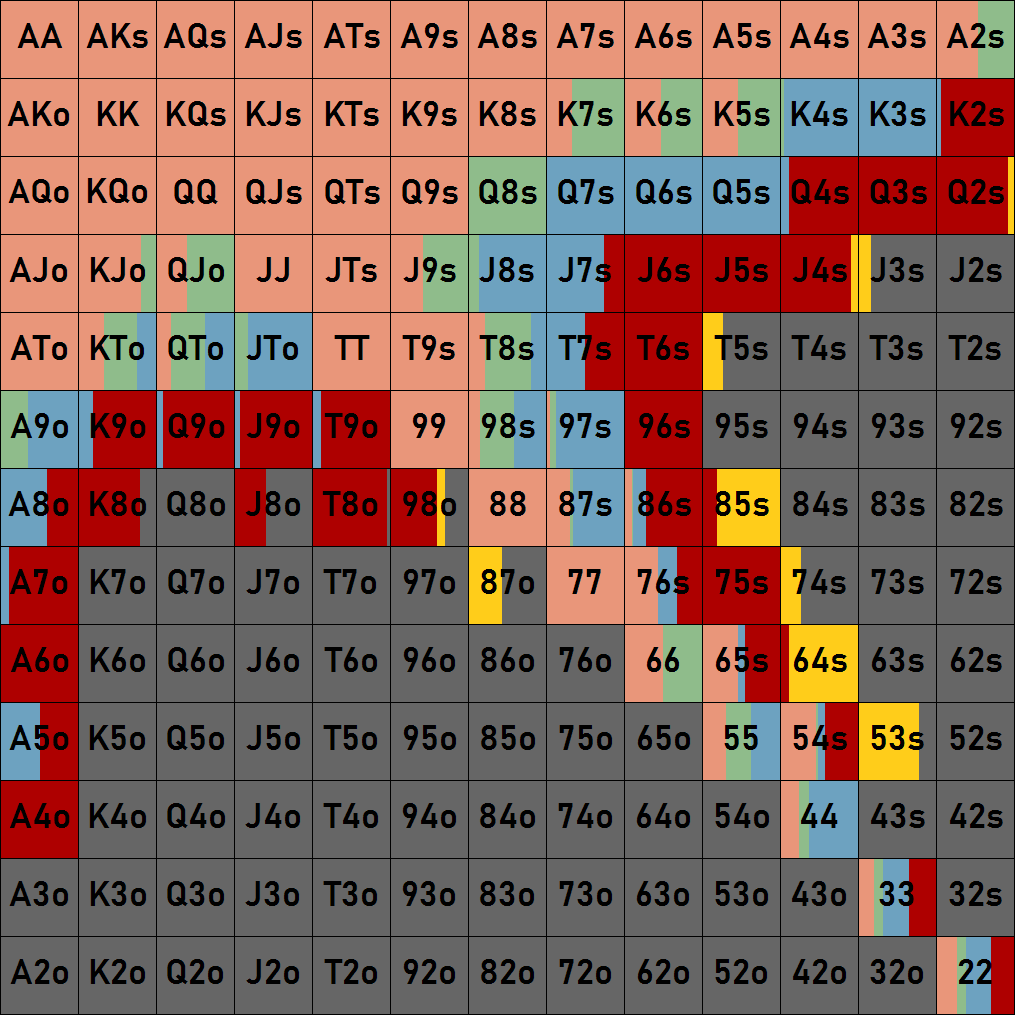 AA AKs AQs AJs ATs A9s A8s A7s A6s A5s A4s A3s A2s
AKo KK KQs KJs KTs K9s K8s K7s K6s K5s K4s K3s K2s
AQo KQo QQ QJs QTs Q9s Q8s Q7s Q6s Q5s Q4s Q3s Q2s
AJo KJo QJo JJ JTs J9s J8s J7s J6s J5s J4s J3s J2s
ATo KTo QTo JTo TT T9s T8s T7s T6s T5s T4s T3s T2s
A9o K9o Q9o J9o T9o 99 98s 97s 96s 95s 94s 93s 92s
A8o K8o Q8o J8o T8o 98o 88 87s 86s 85s 84s 83s 82s
A7o K7o Q7o J7o T7o 97o 87o 77 76s 75s 74s 73s 72s
A6o K6o Q6o J6o T6o 96o 86o 76o 66 65s 64s 63s 62s
A5o K5o Q5o J5o T5o 95o 85o 75o 65o 55 54s 53s 52s
A4o K4o Q4o J4o T4o 94o 84o 74o 64o 54o 44 43s 42s
A3o K3o Q3o J3o T3o 93o 83o 73o 63o 53o 43o 33 32s
A2o K2o Q2o J2o T2o 92o 82o 72o 62o 52o 42o 32o 22